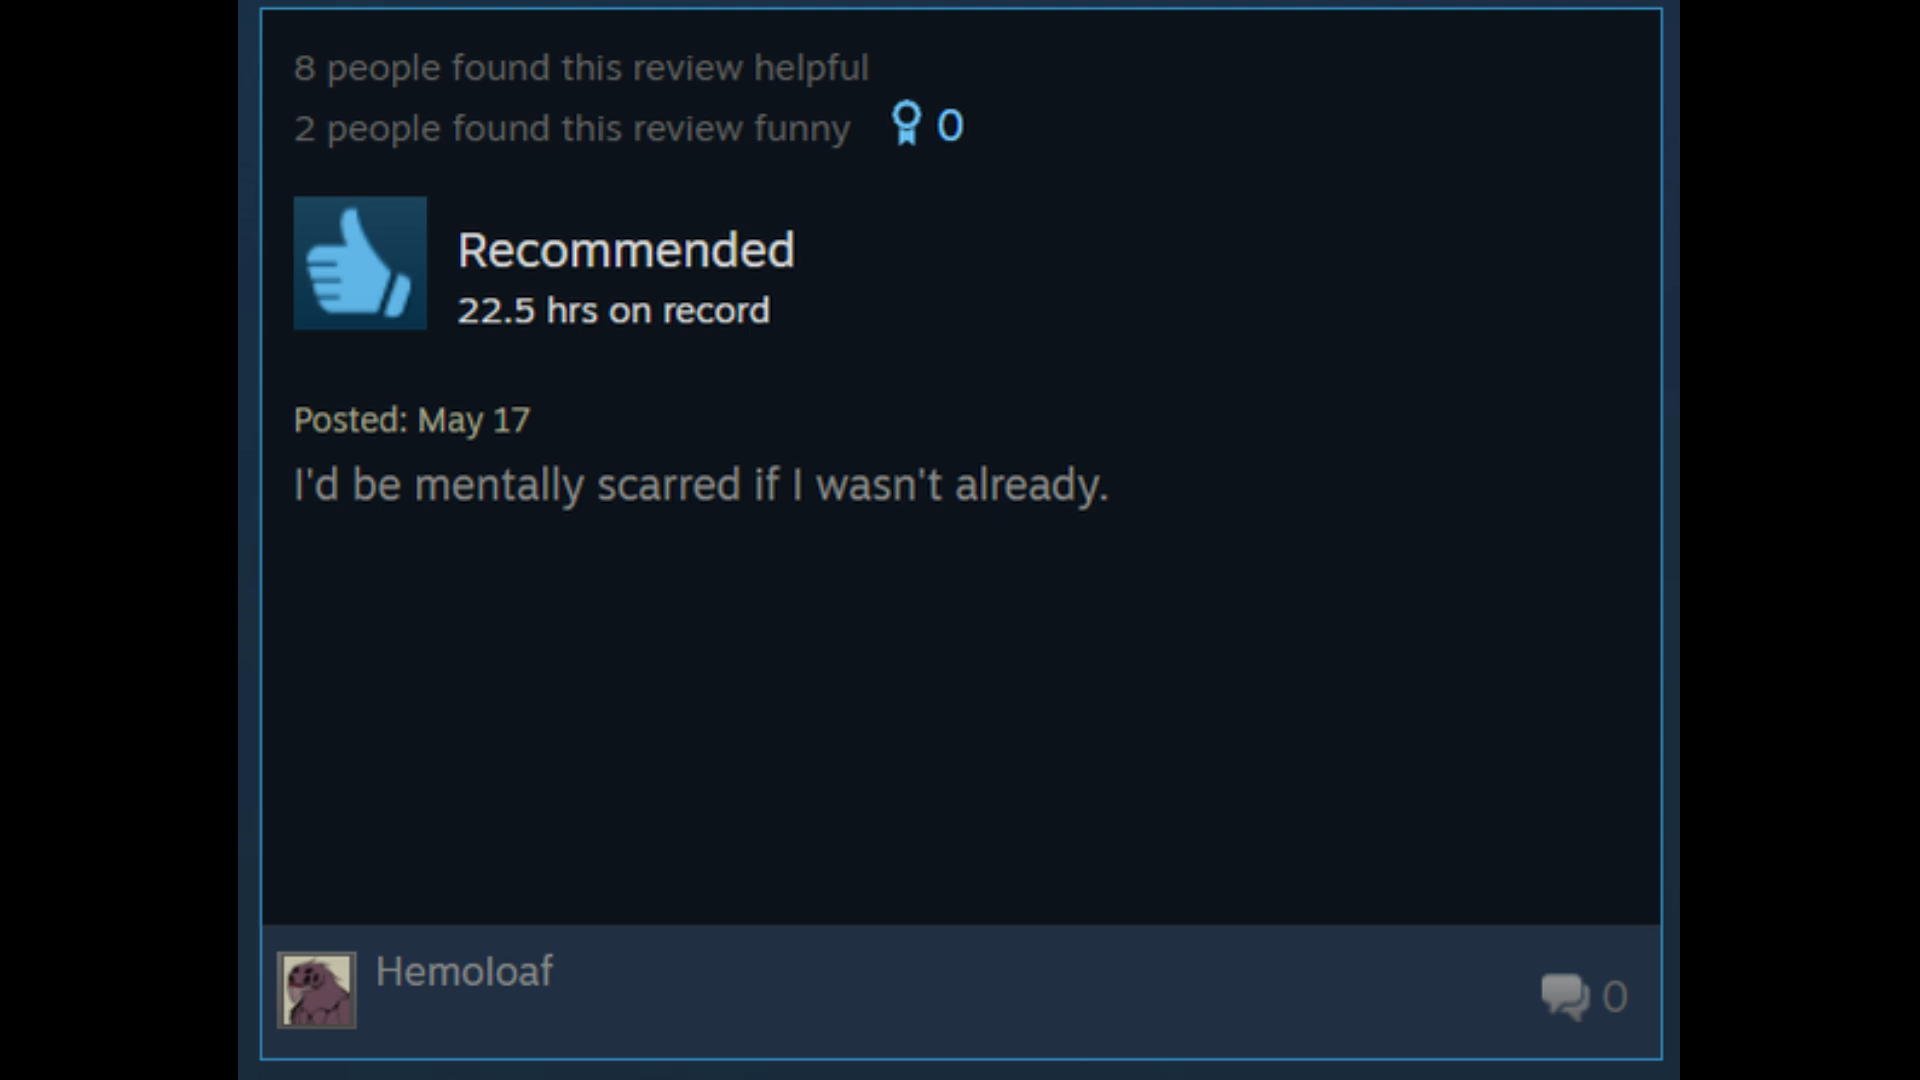 8 people found this review helpful
2 people found this review funny 0
Recommended
22.5 hrs on record
Posted: May 17
I'd be mentally scarred if I wasn't already.
Hemoloaf
0